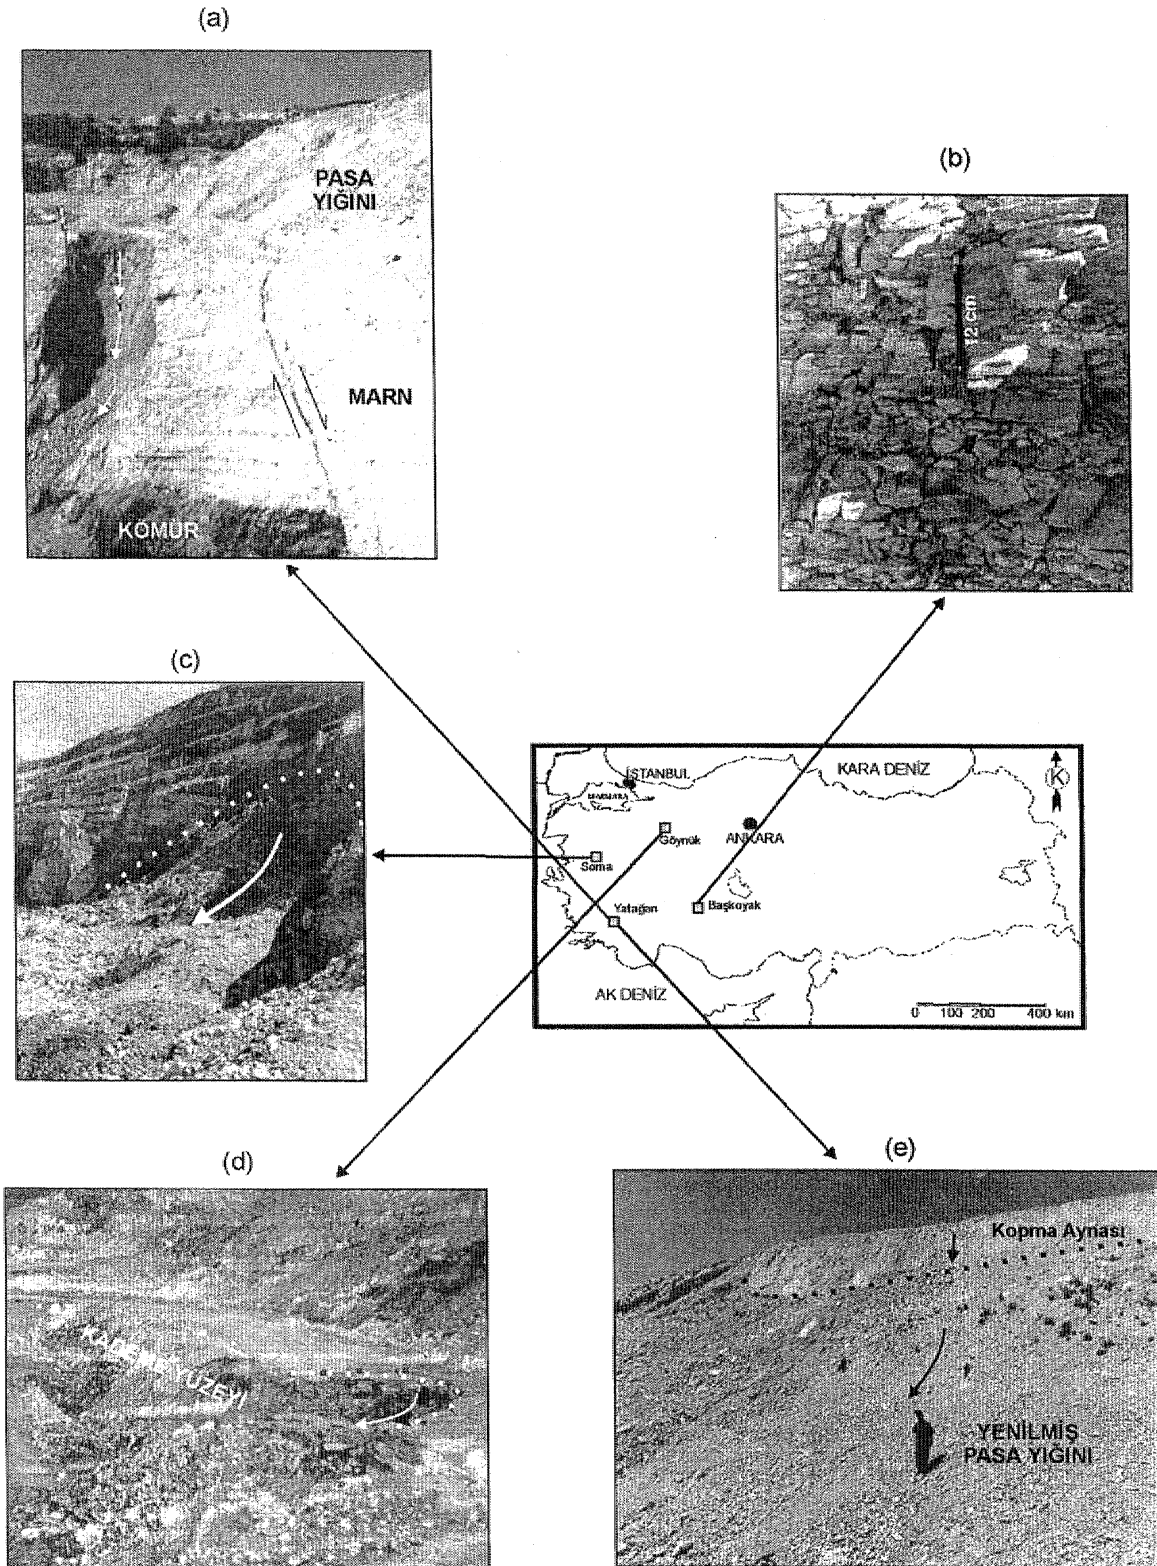 (a)
PASA
YIĞINI
MARN
KÖMÜR
(b)
12 cm
(c)
İSTANBUL
MARMARA
KARA DENİZ
K
Göynük
ANKARA
Soma
Yatağan
Başkoyak
AK DENİZ
0 100 200 400 km
(d)
KADEME YÜZEYİ
(e)
Kopma Aynası
YENİLMİŞ
PASA YIĞINI